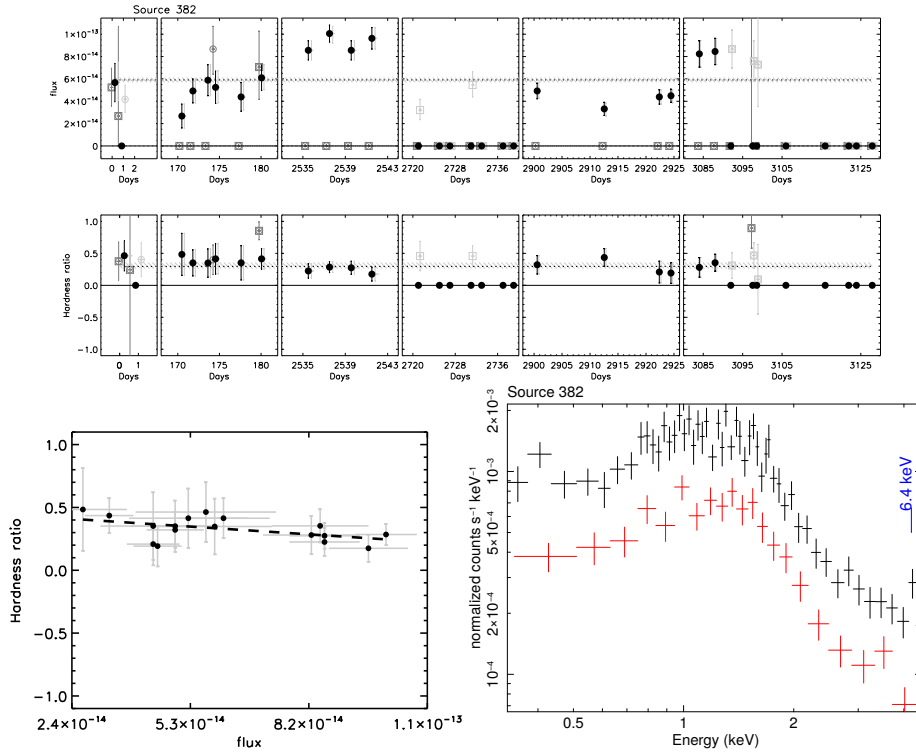 Source 382
flux
1×10⁻¹³
8×10⁻¹⁴
6×10⁻¹⁴
4×10⁻¹⁴
2×10⁻¹⁴
0
0 1 2
170 175 180
2535 2539 2543
2720 2728 2736
2900 2905 2910 2915 2920 2925
3085 3095 3105 3125
Days Days Days Days Days Days
Hardness ratio
1.0
0.5
0.0
-0.5
-1.0
0 1
170 175 180
2535 2539 2543
2720 2728 2736
2900 2905 2910 2915 2920 2925
3085 3095 3105 3125
Days Days Days Days Days Days
Hardness ratio
1.0
0.5
0.0
-0.5
-1.0
2.4×10⁻¹⁴ 5.3×10⁻¹⁴ 8.2×10⁻¹⁴ 1.1×10⁻¹³
flux
Source 382
normalized counts s⁻¹ keV⁻¹
2×10⁻³
10⁻³
5×10⁻⁴
2×10⁻⁴
10⁻⁴
6.4 keV
0.5 1 2
Energy (keV)